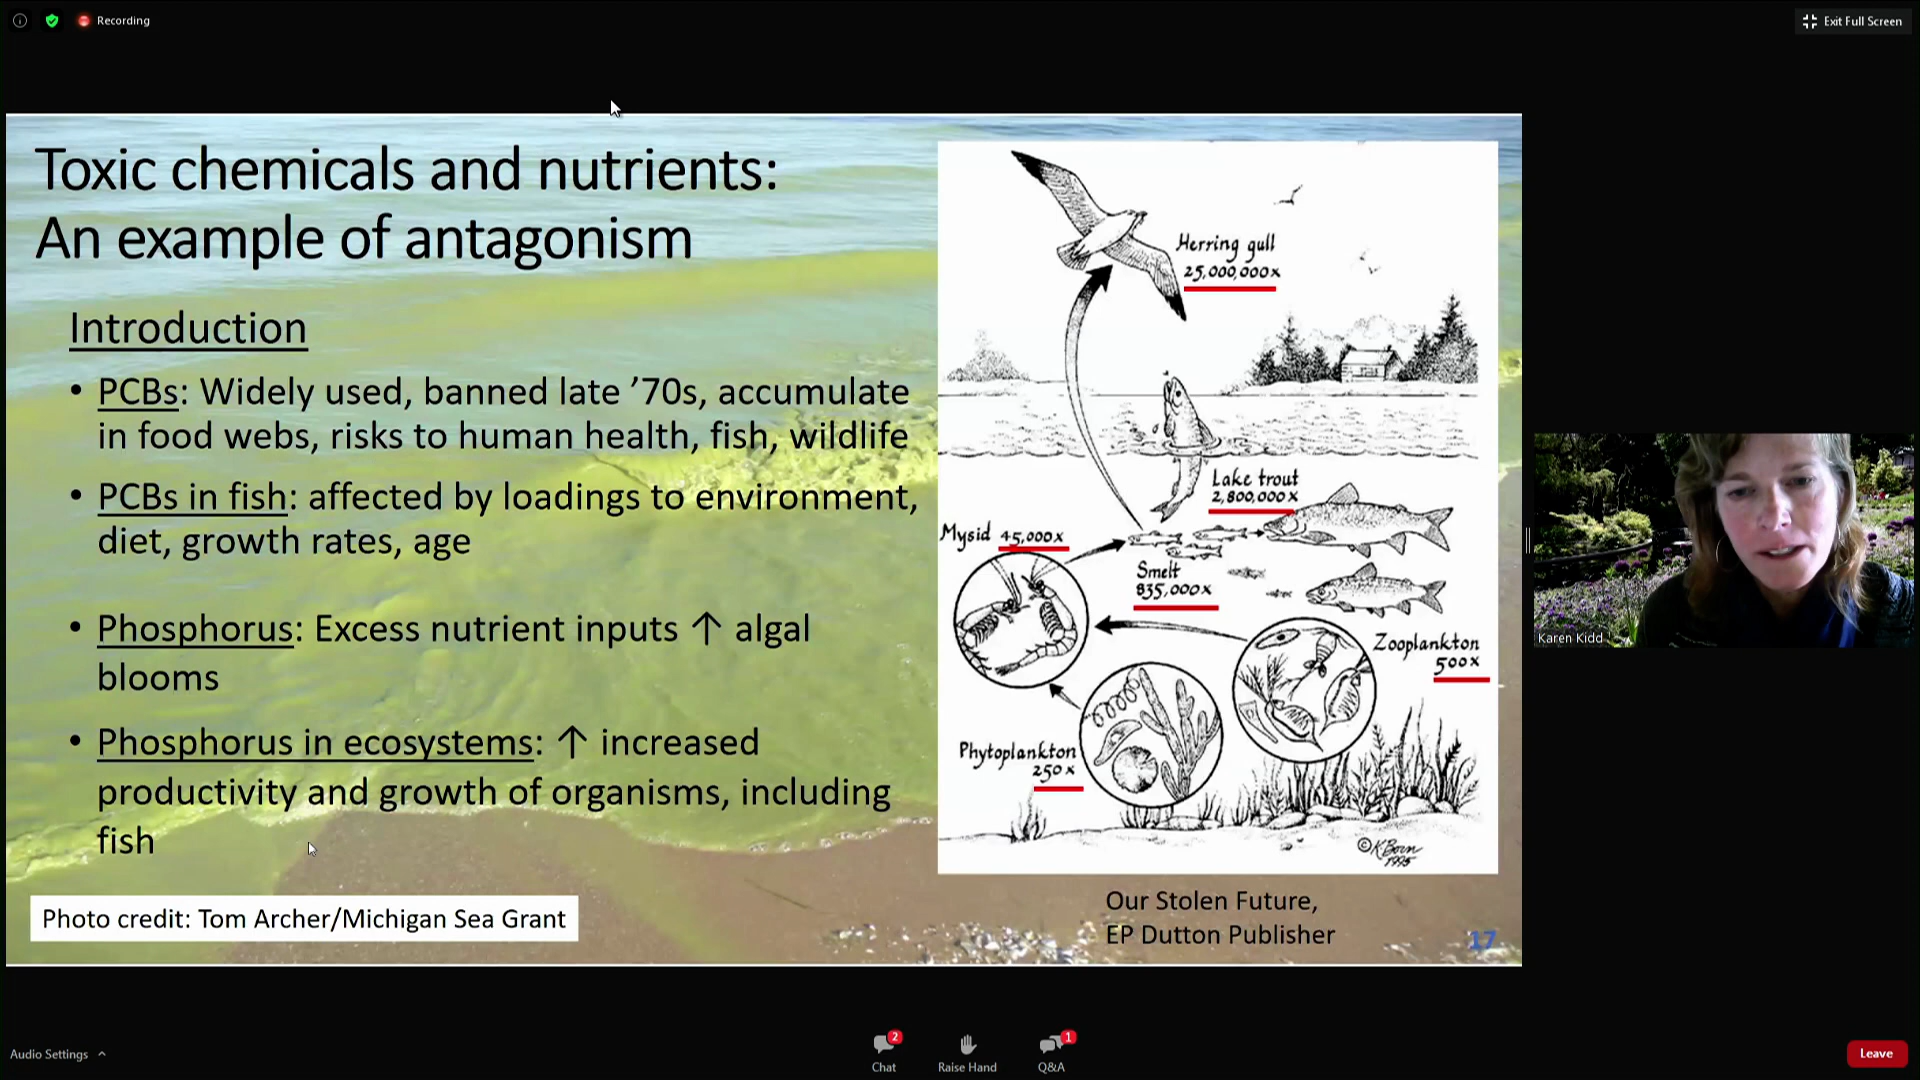 Recording
Exit Full Screen
Toxic chemicals and nutrients:
An example of antagonism
Introduction
• PCBs: Widely used, banned late ’70s, accumulate
in food webs, risks to human health, fish, wildlife
• PCBs in fish: affected by loadings to environment,
diet, growth rates, age
• Phosphorus: Excess nutrient inputs ↑ algal
blooms
• Phosphorus in ecosystems: ↑ increased
productivity and growth of organisms, including
fish
Photo credit: Tom Archer/Michigan Sea Grant
Herring gull
25,000,000x
Lake trout
2,800,000x
Mysid 45,000x
Smelt
835,000x
Zooplankton
500x
Phytoplankton
250x
©KBorn
1995
Our Stolen Future,
EP Dutton Publisher
17
Karen Kidd
Audio Settings
2
Chat
Raise Hand
1
Q&A
Leave